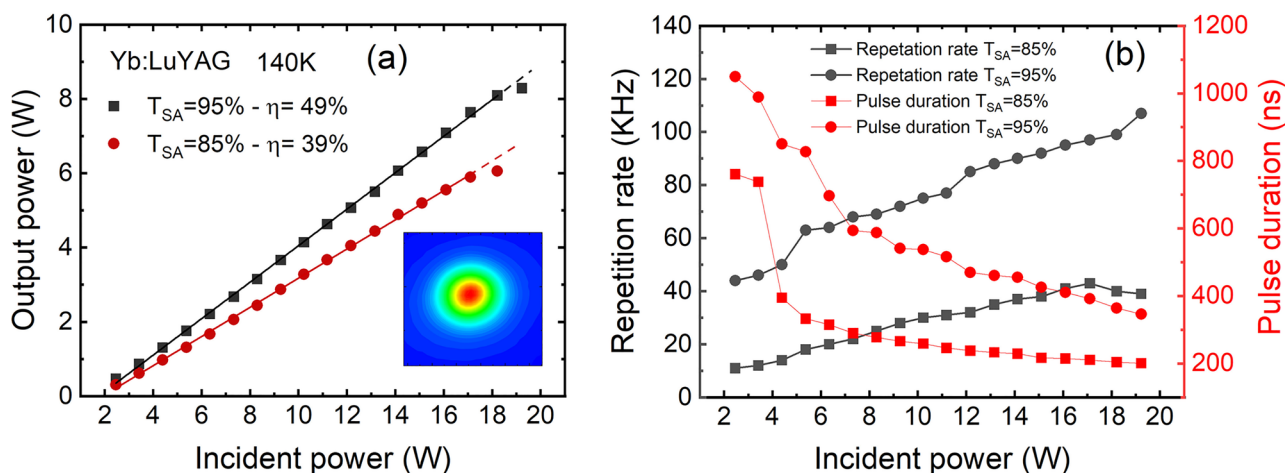 (a)
Yb:LuYAG 140K
T_SA=95% - η= 49%
T_SA=85% - η= 39%
Output power (W)
10
8
6
4
2
0
2 4 6 8 10 12 14 16 18 20
Incident power (W)
(b)
Repetation rate T_SA=85%
Repetation rate T_SA=95%
Pulse duration T_SA=85%
Pulse duration T_SA=95%
Repetition rate (KHz)
140
120
100
80
60
40
20
0
2 4 6 8 10 12 14 16 18 20
Incident power (W)
1200
1000
800
600
400
200
Pulse duration (ns)